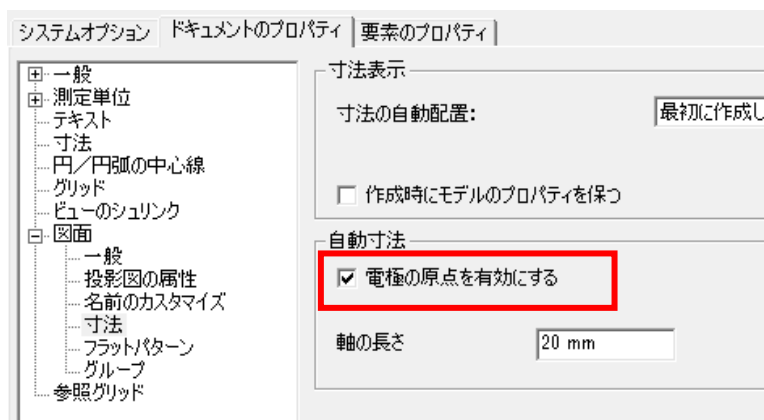 システムオプション ドキュメントのプロパティ 要素のプロパティ
一般
測定単位
テキスト
寸法
円／円弧の中心線
グリッド
ビューのシュリンク
図面
一般
投影図の属性
名前のカスタマイズ
寸法
フラットパターン
グループ
参照グリッド
寸法表示
寸法の自動配置: 最初に作成し
作成時にモデルのプロパティを保つ
自動寸法
電極の原点を有効にする
軸の長さ 20 mm